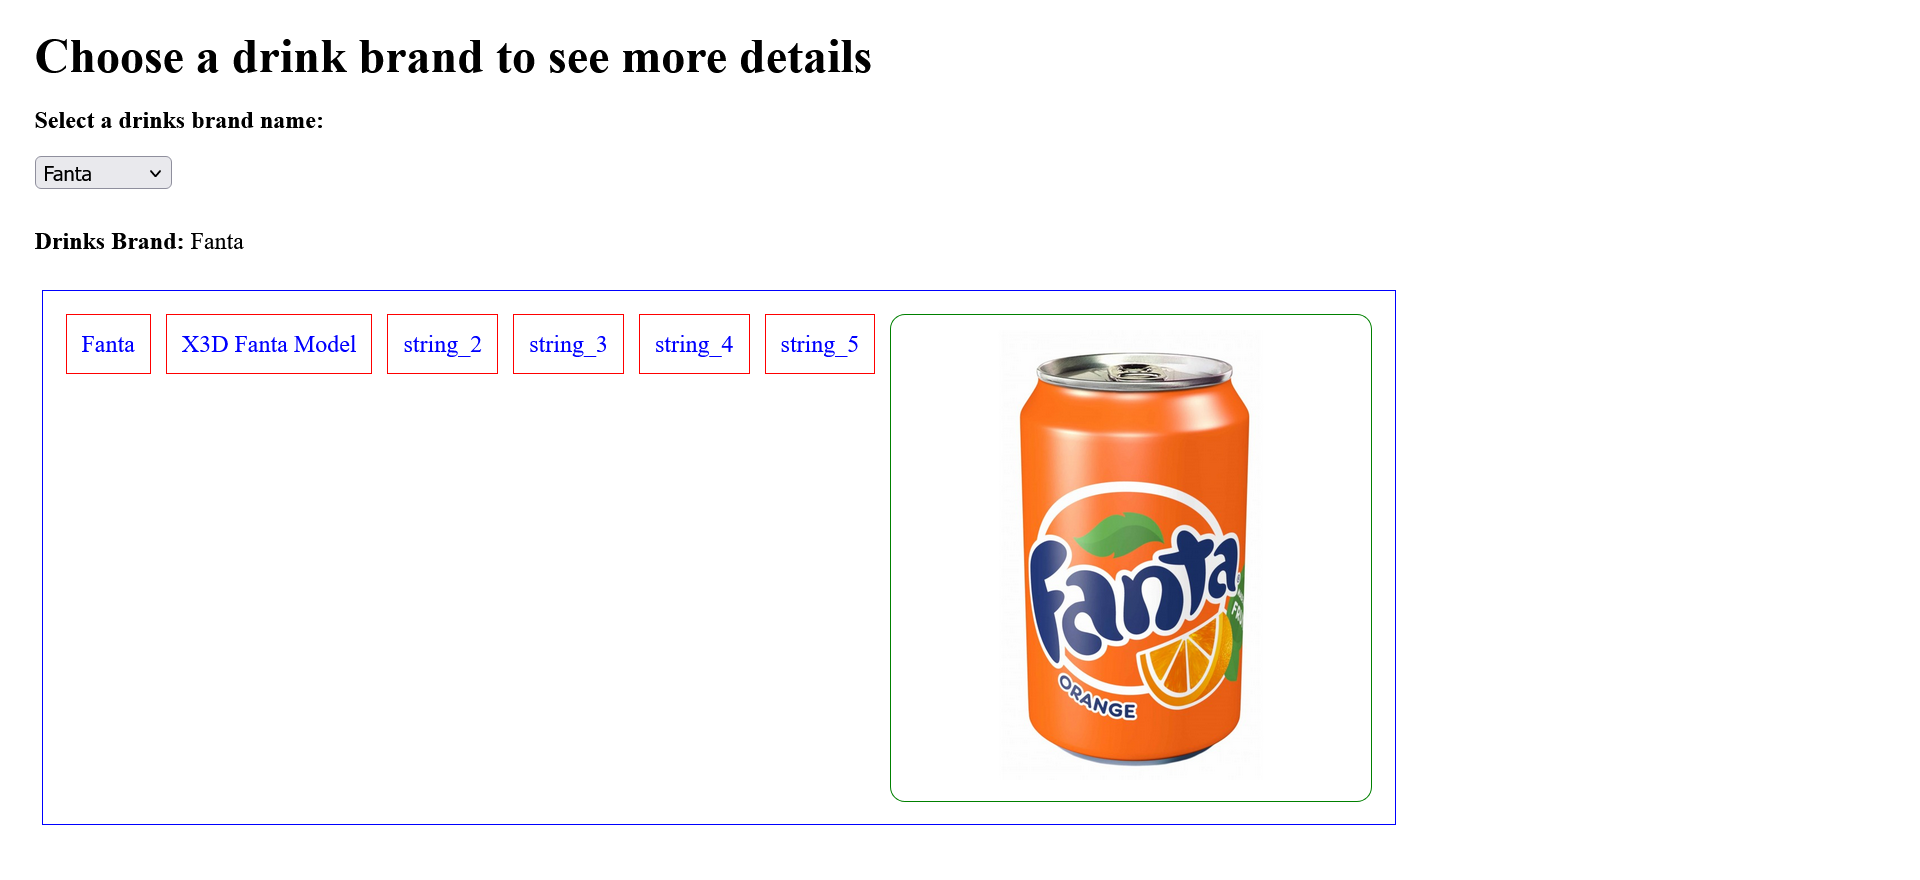 Choose a drink brand to see more details
Select a drinks brand name:
Fanta
Drinks Brand: Fanta
Fanta X3D Fanta Model string_2 string_3 string_4 string_5
Fanta
ORANGE